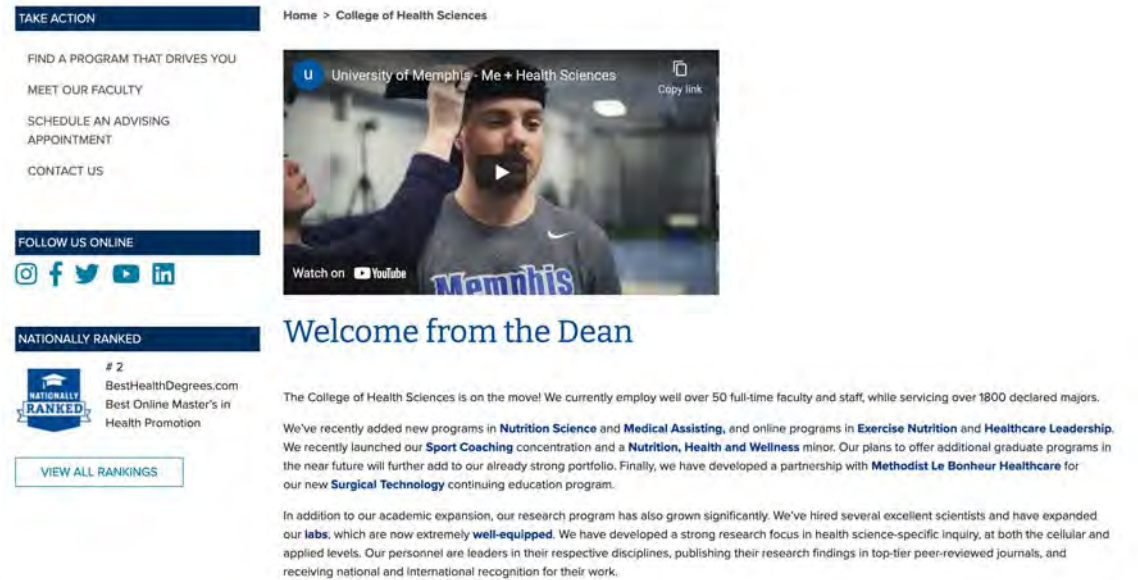 TAKE ACTION
FIND A PROGRAM THAT DRIVES YOU
MEET OUR FACULTY
SCHEDULE AN ADVISING
APPOINTMENT
CONTACT US
FOLLOW US ONLINE
NATIONALLY RANKED
NATIONALLY
RANKED
# 2
BestHealthDegrees.com
Best Online Master's in
Health Promotion
VIEW ALL RANKINGS
Home > College of Health Sciences
u University of Memphis - Me + Health Sciences
Copy link
Memphis
Watch on YouTube
Welcome from the Dean
The College of Health Sciences is on the move! We currently employ well over 50 full-time faculty and staff, while servicing over 1800 declared majors.
We've recently added new programs in Nutrition Science and Medical Assisting, and online programs in Exercise Nutrition and Healthcare Leadership.
We recently launched our Sport Coaching concentration and a Nutrition, Health and Wellness minor. Our plans to offer additional graduate programs in
the near future will further add to our already strong portfolio. Finally, we have developed a partnership with Methodist Le Bonheur Healthcare for
our new Surgical Technology continuing education program.
In addition to our academic expansion, our research program has also grown significantly. We've hired several excellent scientists and have expanded
our labs, which are now extremely well-equipped. We have developed a strong research focus in health science-specific inquiry, at both the cellular and
applied levels. Our personnel are leaders in their respective disciplines, publishing their research findings in top-tier peer-reviewed journals, and
receiving national and international recognition for their work.